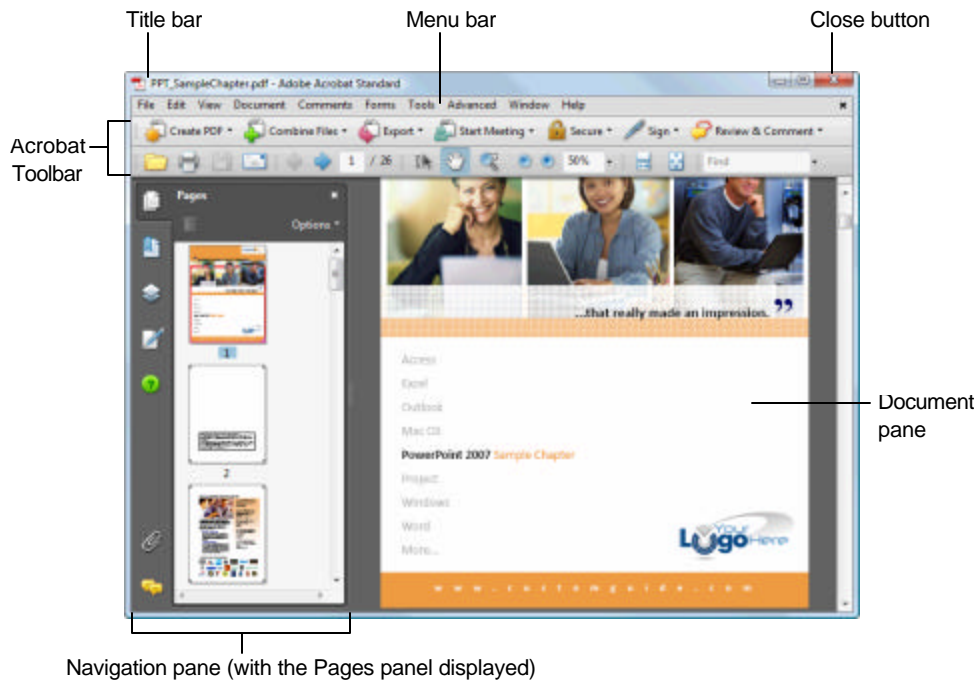 Title bar
Menu bar
Close button
PPT_SampleChapter.pdf - Adobe Acrobat Standard
File Edit View Document Comments Forms Tools Advanced Window Help
Acrobat
Toolbar
Create PDF Combine Files Export Start Meeting Secure Sign Review & Comment
1 / 26 50% Find
Pages
Options
1
2
...that really made an impression. ”
Access
Excel
Outlook
Mac OS
PowerPoint 2007 Sample Chapter
Project
Windows
Word
More...
Your
Logo Here
www.customguide.com
Document
pane
Navigation pane (with the Pages panel displayed)